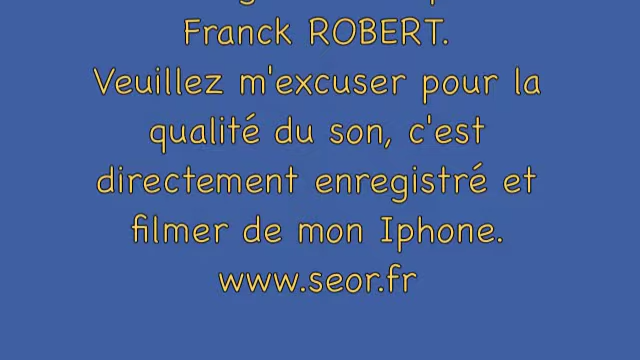 Franck ROBERT.
Veuillez m'excuser pour la
qualité du son, c'est
directement enregistré et
filmer de mon Iphone.
www.seor.fr